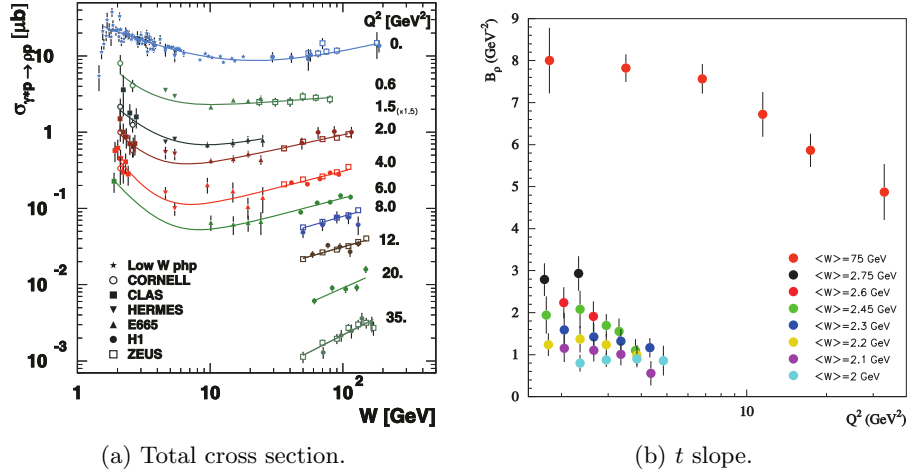 σγ*p→ρp [μb]
Q² [GeV²]
10
1
10⁻¹
10⁻²
10⁻³
0.
0.6
1.5(x1.5)
2.0
4.0
6.0
8.0
12.
20.
35.
Low W php
CORNELL
CLAS
HERMES
E665
H1
ZEUS
1 10 10²
W [GeV]
(a) Total cross section.
Bρ (GeV⁻²)
9
8
7
6
5
4
3
2
1
0
<W>=75 GeV
<W>=2.75 GeV
<W>=2.6 GeV
<W>=2.45 GeV
<W>=2.3 GeV
<W>=2.2 GeV
<W>=2.1 GeV
<W>=2 GeV
10
Q² (GeV²)
(b) t slope.